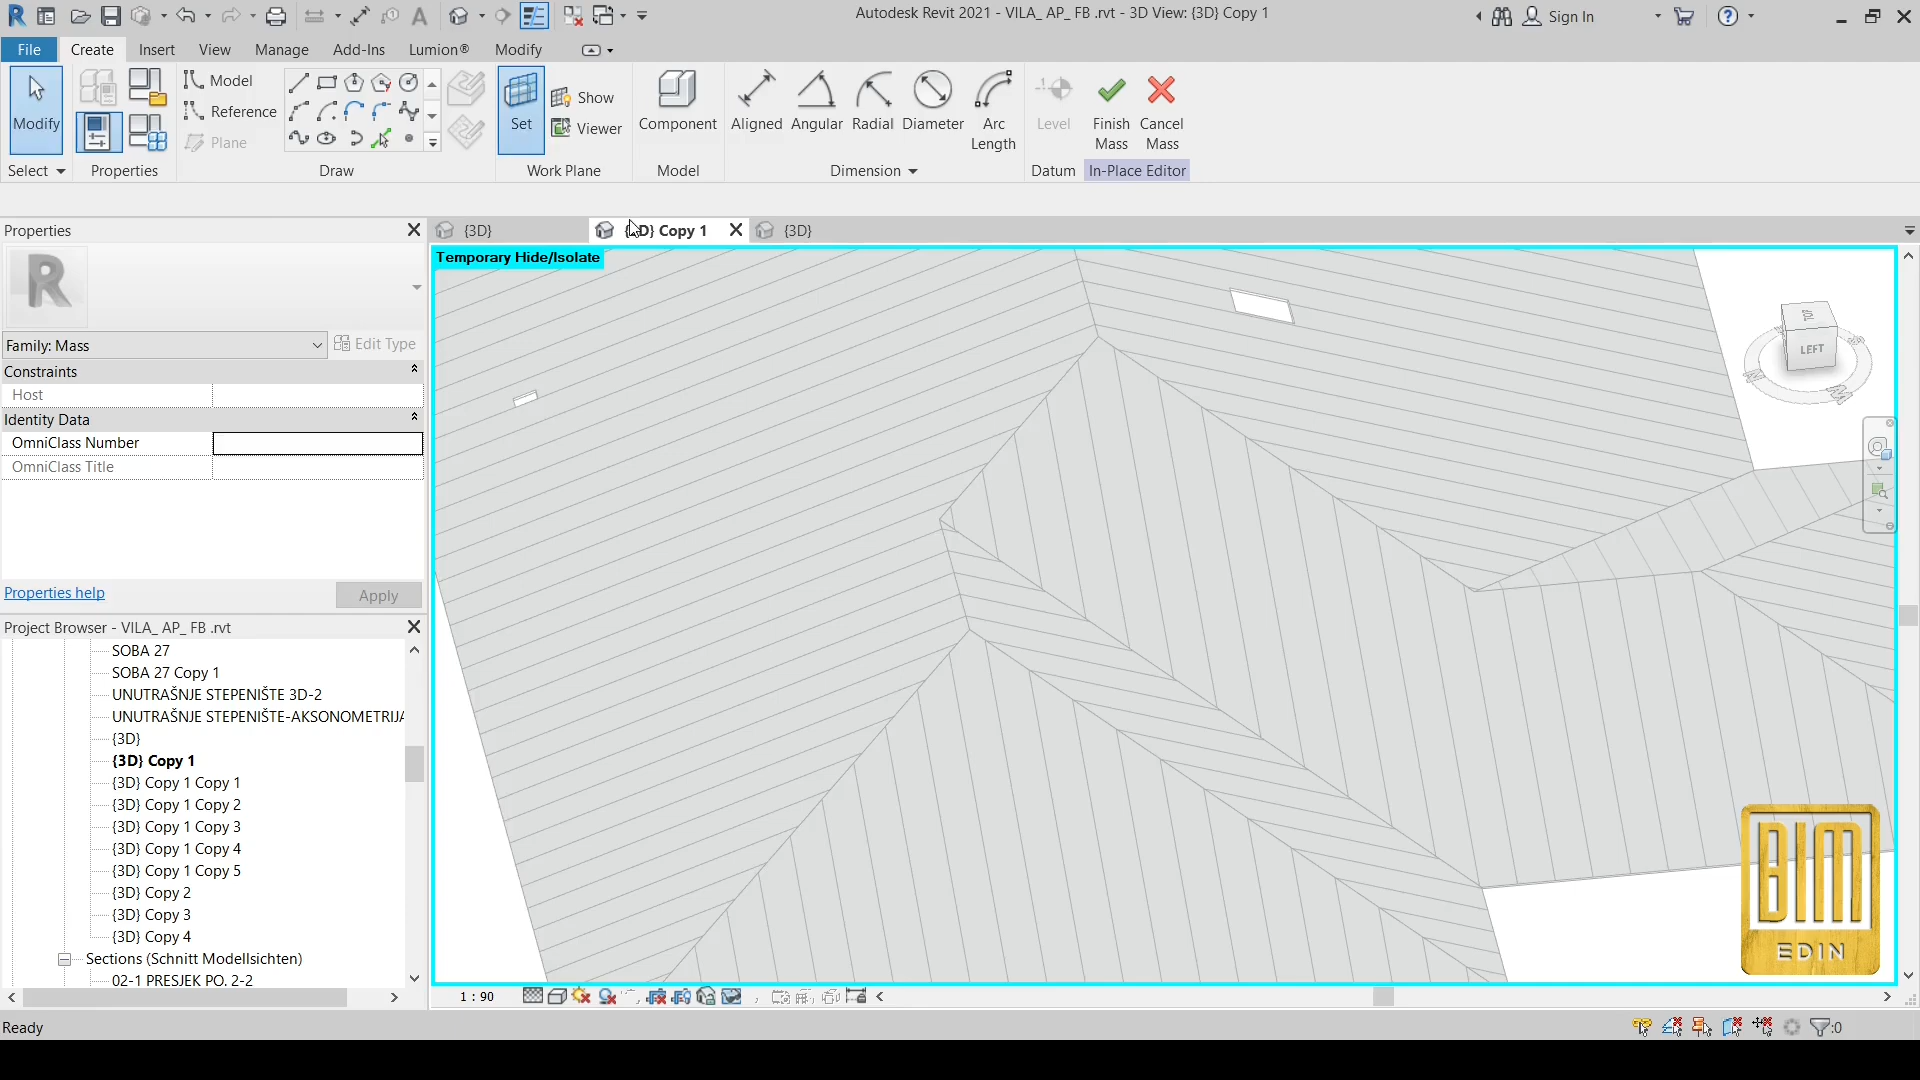 Autodesk Revit 2021 - VILA_ AP_ FB .rvt - 3D View: {3D} Copy 1
Sign In
File Create Insert View Manage Add-Ins Lumion® Modify
Modify
Model
Reference
Plane
Set
Show
Viewer
Component
Aligned Angular Radial Diameter Arc Length
Level
Finish Mass
Cancel Mass
Select Properties Draw Work Plane Model Dimension Datum In-Place Editor
Properties
{3D}
Copy 1
{3D}
Temporary Hide/Isolate
R
Family: Mass
Edit Type
Constraints
Host
Identity Data
OmniClass Number
OmniClass Title
Properties help
Apply
Project Browser - VILA_ AP_ FB .rvt
SOBA 27
SOBA 27 Copy 1
UNUTRAŠNJE STEPENIŠTE 3D-2
UNUTRAŠNJE STEPENIŠTE-AKSONOMETRIJA
{3D}
{3D} Copy 1
{3D} Copy 1 Copy 1
{3D} Copy 1 Copy 2
{3D} Copy 1 Copy 3
{3D} Copy 1 Copy 4
{3D} Copy 1 Copy 5
{3D} Copy 2
{3D} Copy 3
{3D} Copy 4
Sections (Schnitt Modellsichten)
02-1 PRESJEK PO. 2-2
TOP
LEFT
BIM
EDIN
1 : 90
Ready
:0